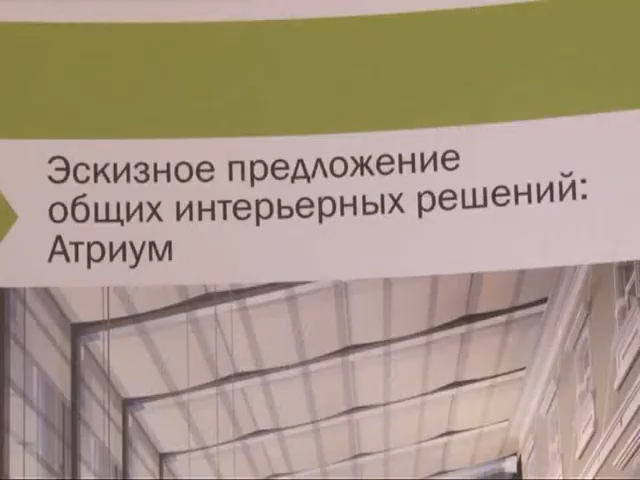 Эскизное предложение
общих интерьерных решений:
Атриум